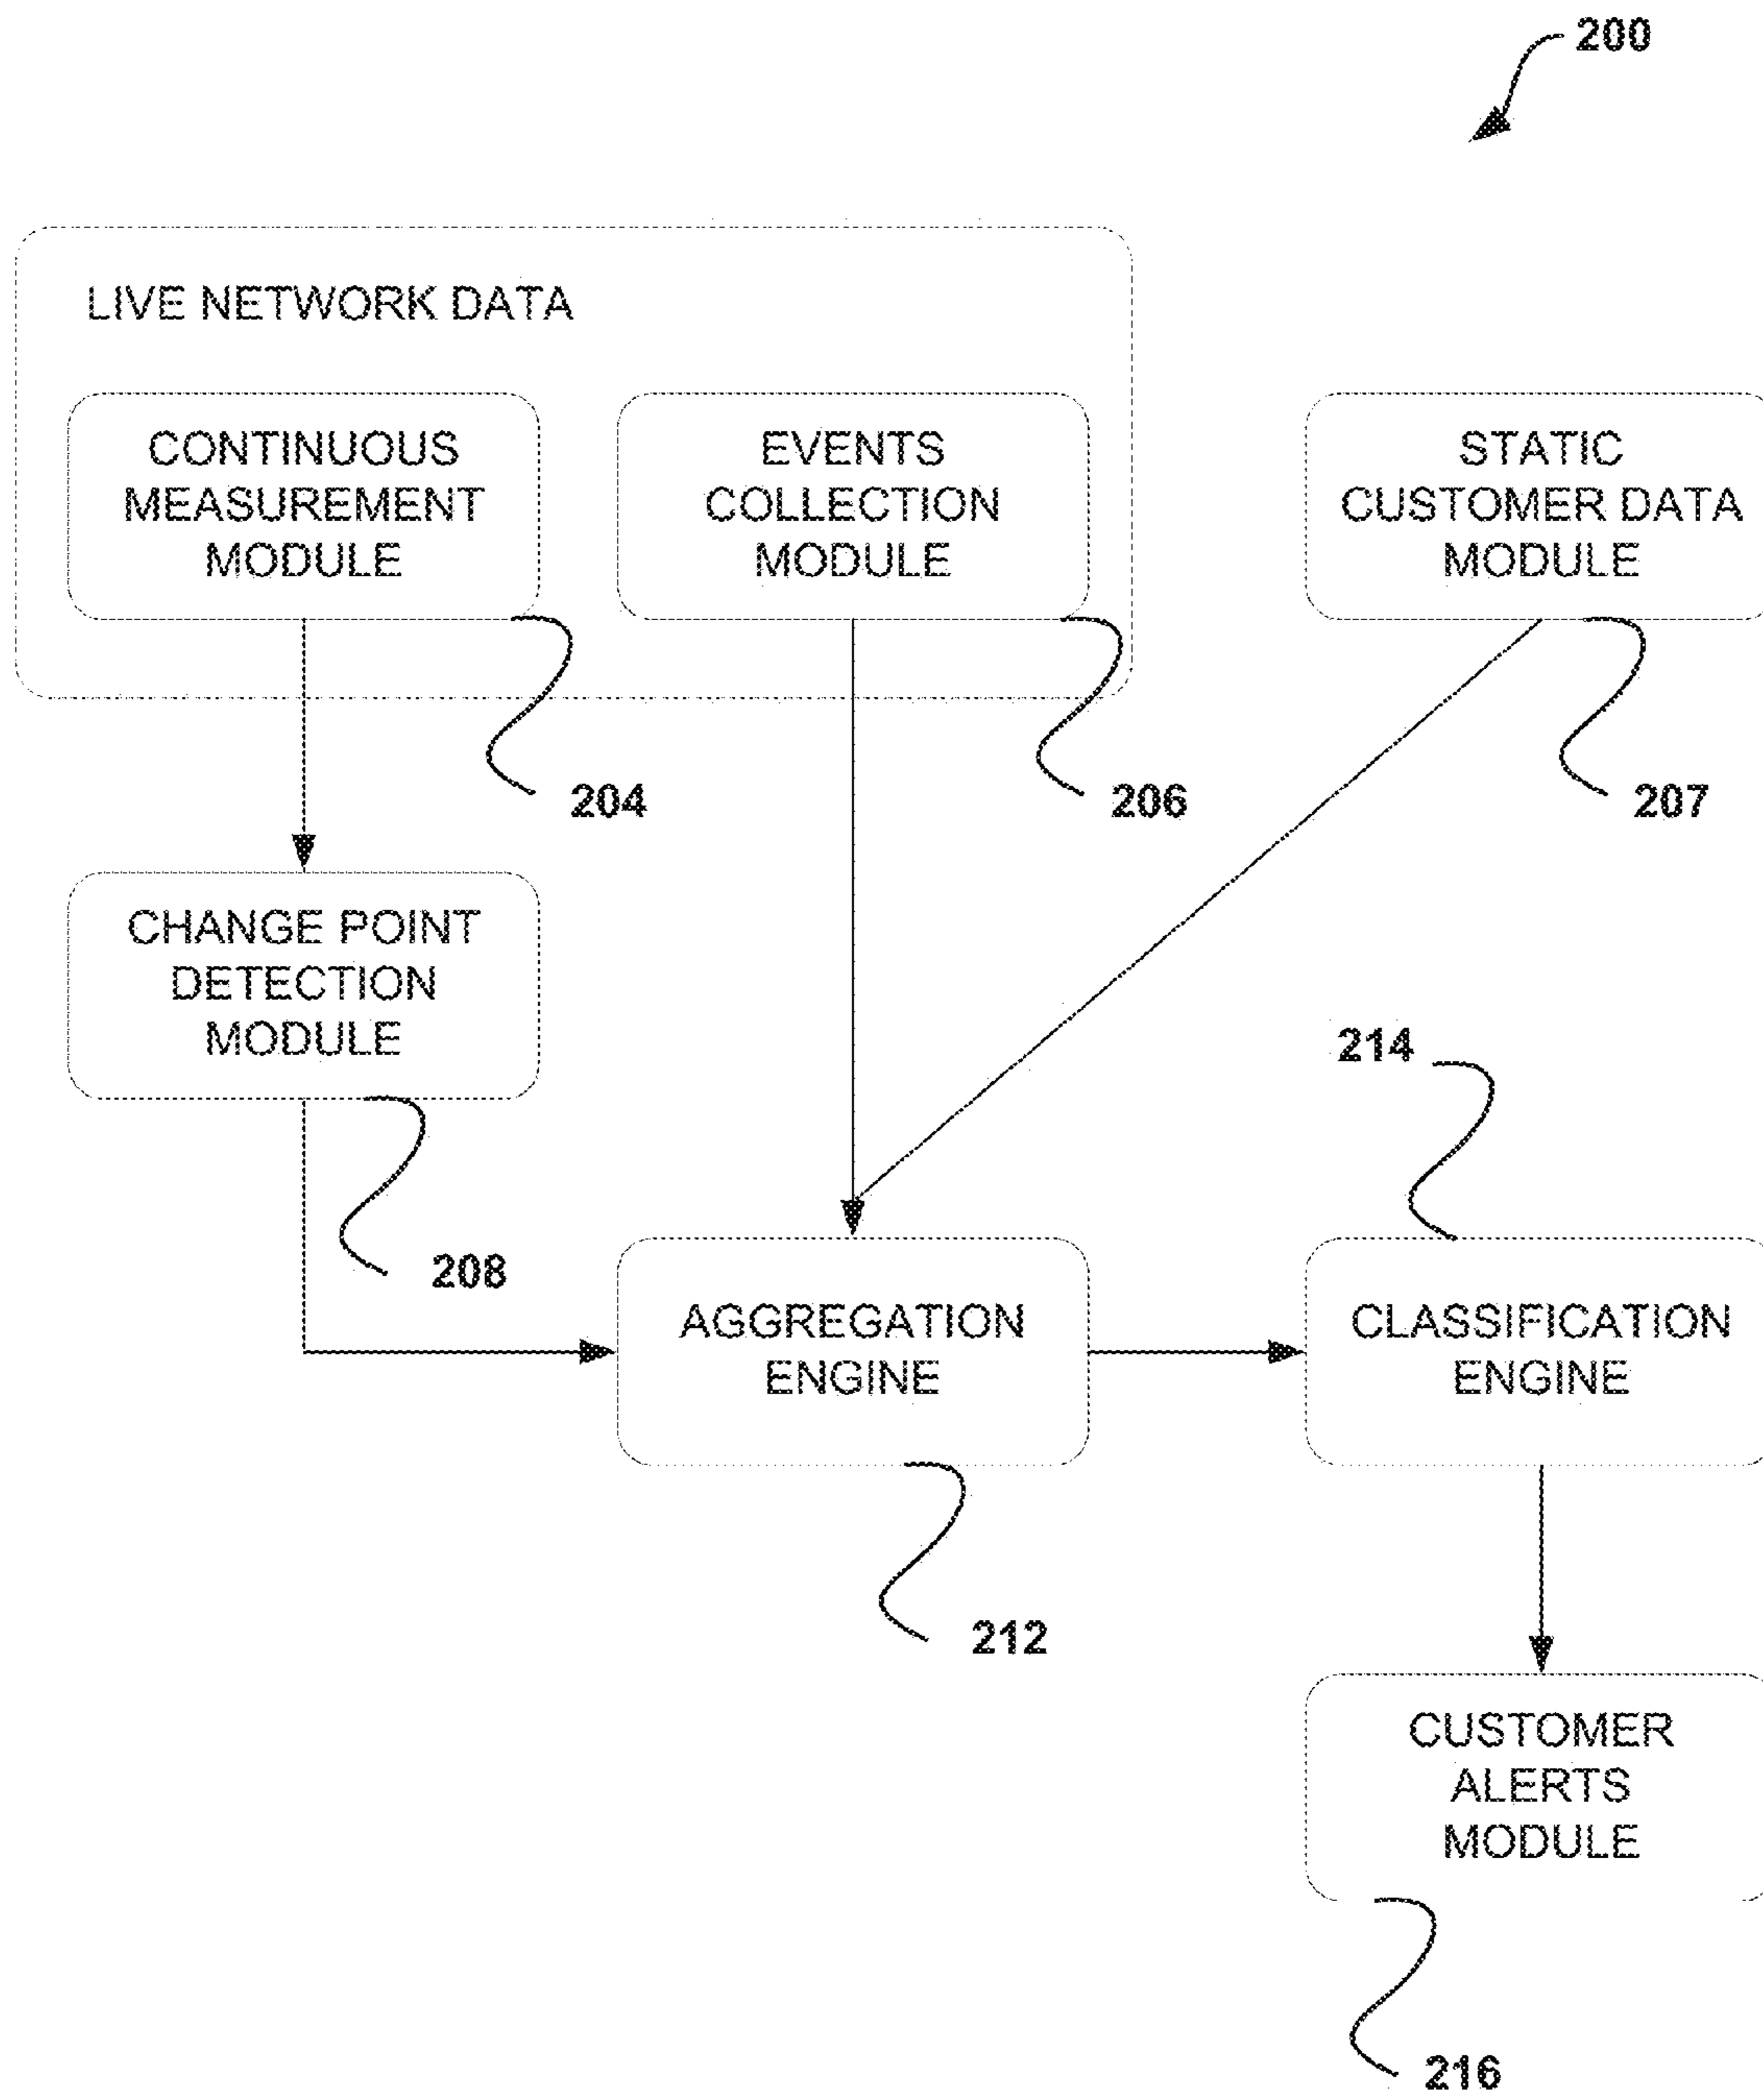 200
LIVE NETWORK DATA
CONTINUOUS
MEASUREMENT
MODULE
EVENTS
COLLECTION
MODULE
STATIC
CUSTOMER DATA
MODULE
204
206
207
CHANGE POINT
DETECTION
MODULE
214
208
AGGREGATION
ENGINE
CLASSIFICATION
ENGINE
212
CUSTOMER
ALERTS
MODULE
216